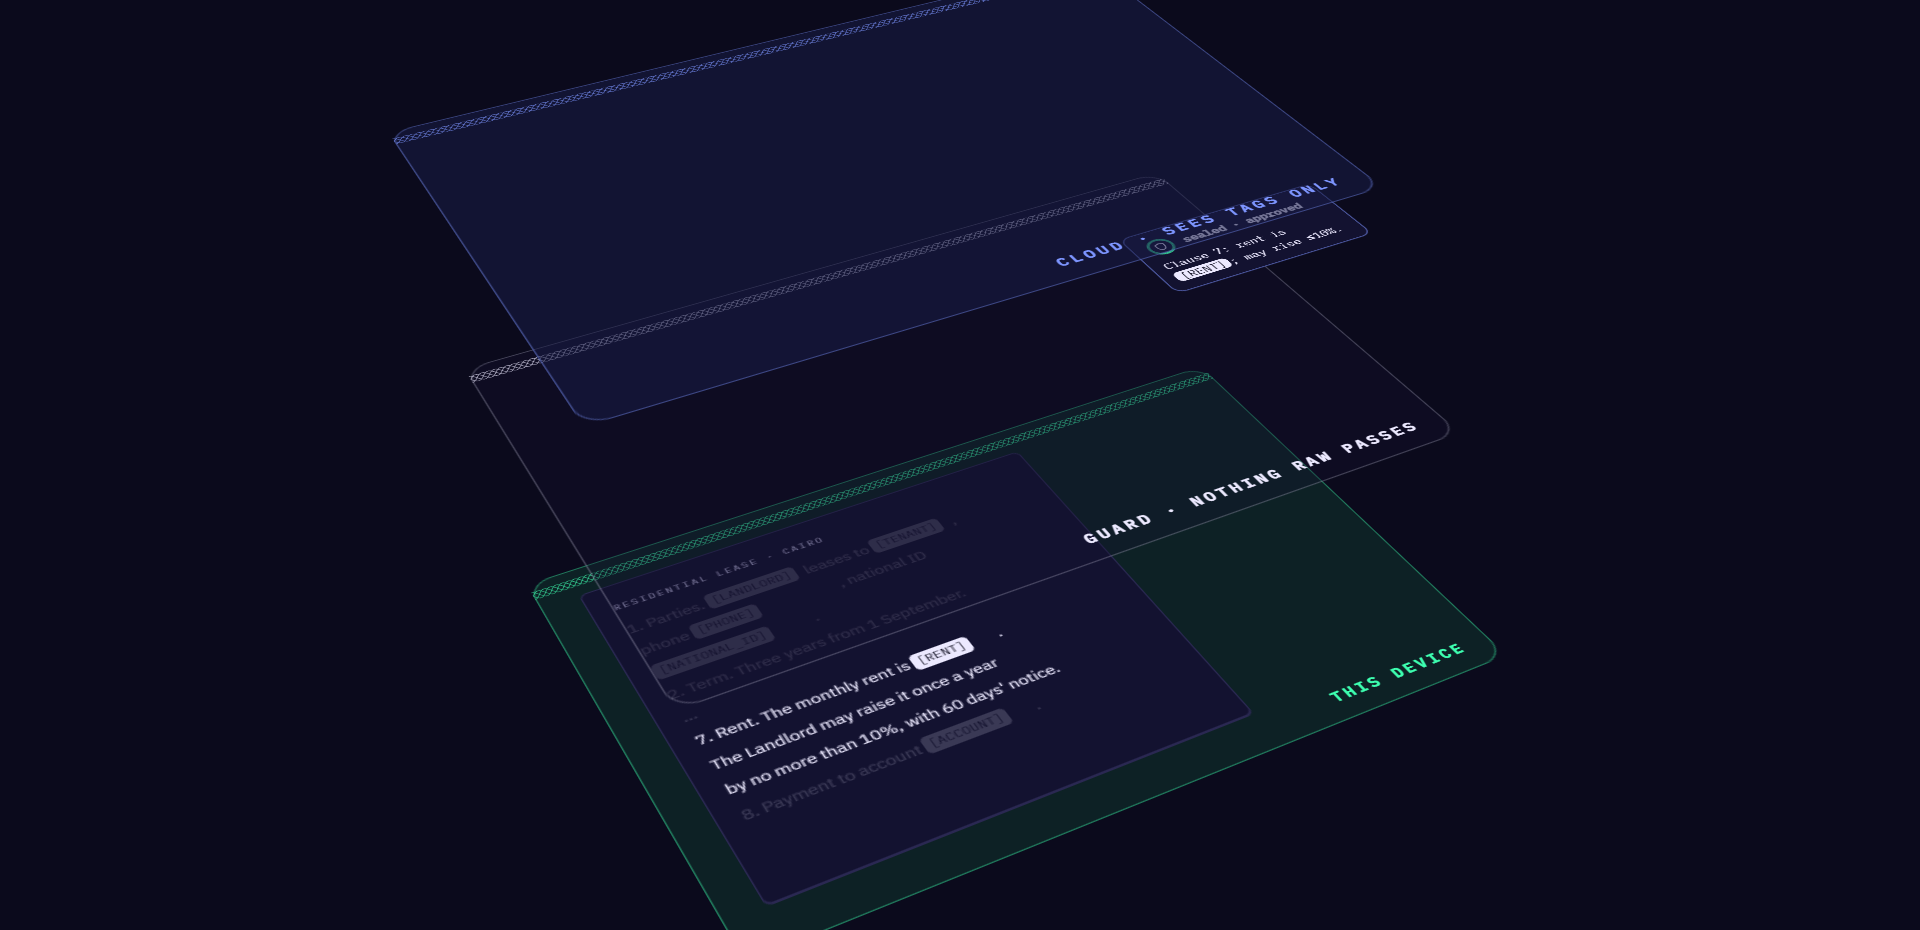 CLOUD · SEES TAGS ONLY
sealed · approved
Clause 7: rent is
[RENT]; may rise ≤10%.
GUARD · NOTHING RAW PASSES
RESIDENTIAL LEASE · CAIRO
1. Parties. [LANDLORD] leases to [TENANT] .
phone [PHONE] , national ID
[NATIONAL_ID] .
2. Term. Three years from 1 September.
...
7. Rent. The monthly rent is [RENT] .
The Landlord may raise it once a year
by no more than 10%, with 60 days' notice.
8. Payment to account [ACCOUNT] .
THIS DEVICE